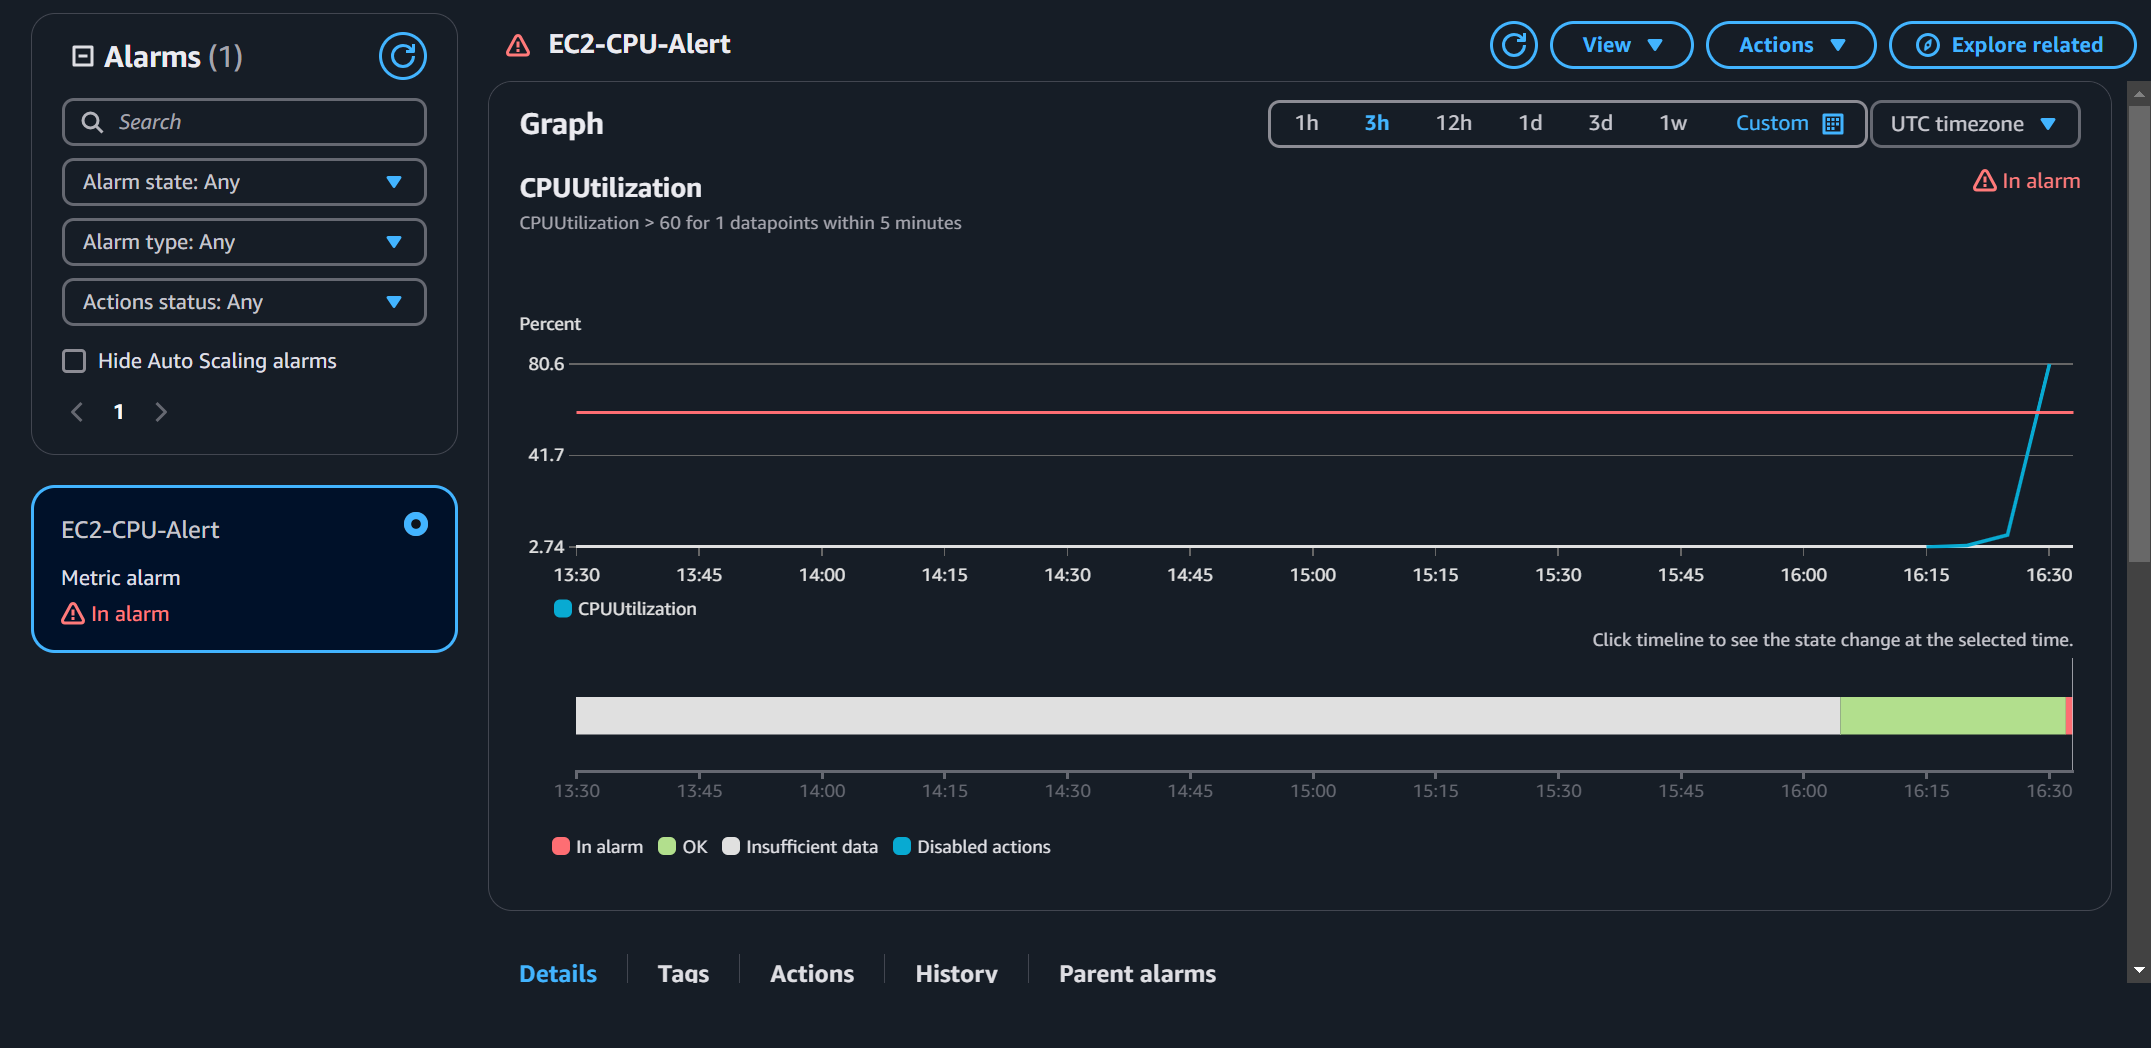 Alarms (1)
Search
Alarm state: Any
Alarm type: Any
Actions status: Any
Hide Auto Scaling alarms
1
EC2-CPU-Alert
Metric alarm
In alarm
EC2-CPU-Alert
View
Actions
Explore related
Graph
1h 3h 12h 1d 3d 1w Custom
UTC timezone
CPUUtilization
In alarm
CPUUtilization > 60 for 1 datapoints within 5 minutes
Percent
80.6
41.7
2.74
13:30 13:45 14:00 14:15 14:30 14:45 15:00 15:15 15:30 15:45 16:00 16:15 16:30
CPUUtilization
Click timeline to see the state change at the selected time.
13:30 13:45 14:00 14:15 14:30 14:45 15:00 15:15 15:30 15:45 16:00 16:15 16:30
In alarm OK Insufficient data Disabled actions
Details Tags Actions History Parent alarms